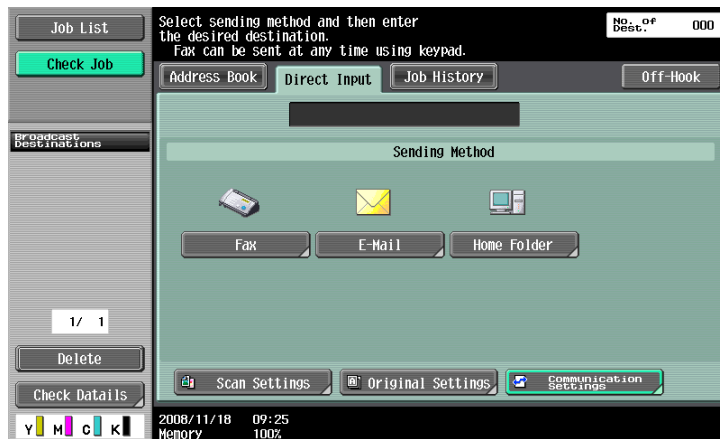 Job List
Check Job
Select sending method and then enter
the desired destination.
Fax can be sent at any time using keypad.
No. of
Dest.
000
Address Book
Direct Input
Job History
Off-Hook
Broadcast
Destinations
Sending Method
Fax
E-Mail
Home Folder
1/ 1
Delete
Check Datails
Scan Settings
Original Settings
Communication
Settings
Y M C K
2008/11/18 09:25
Memory 100%